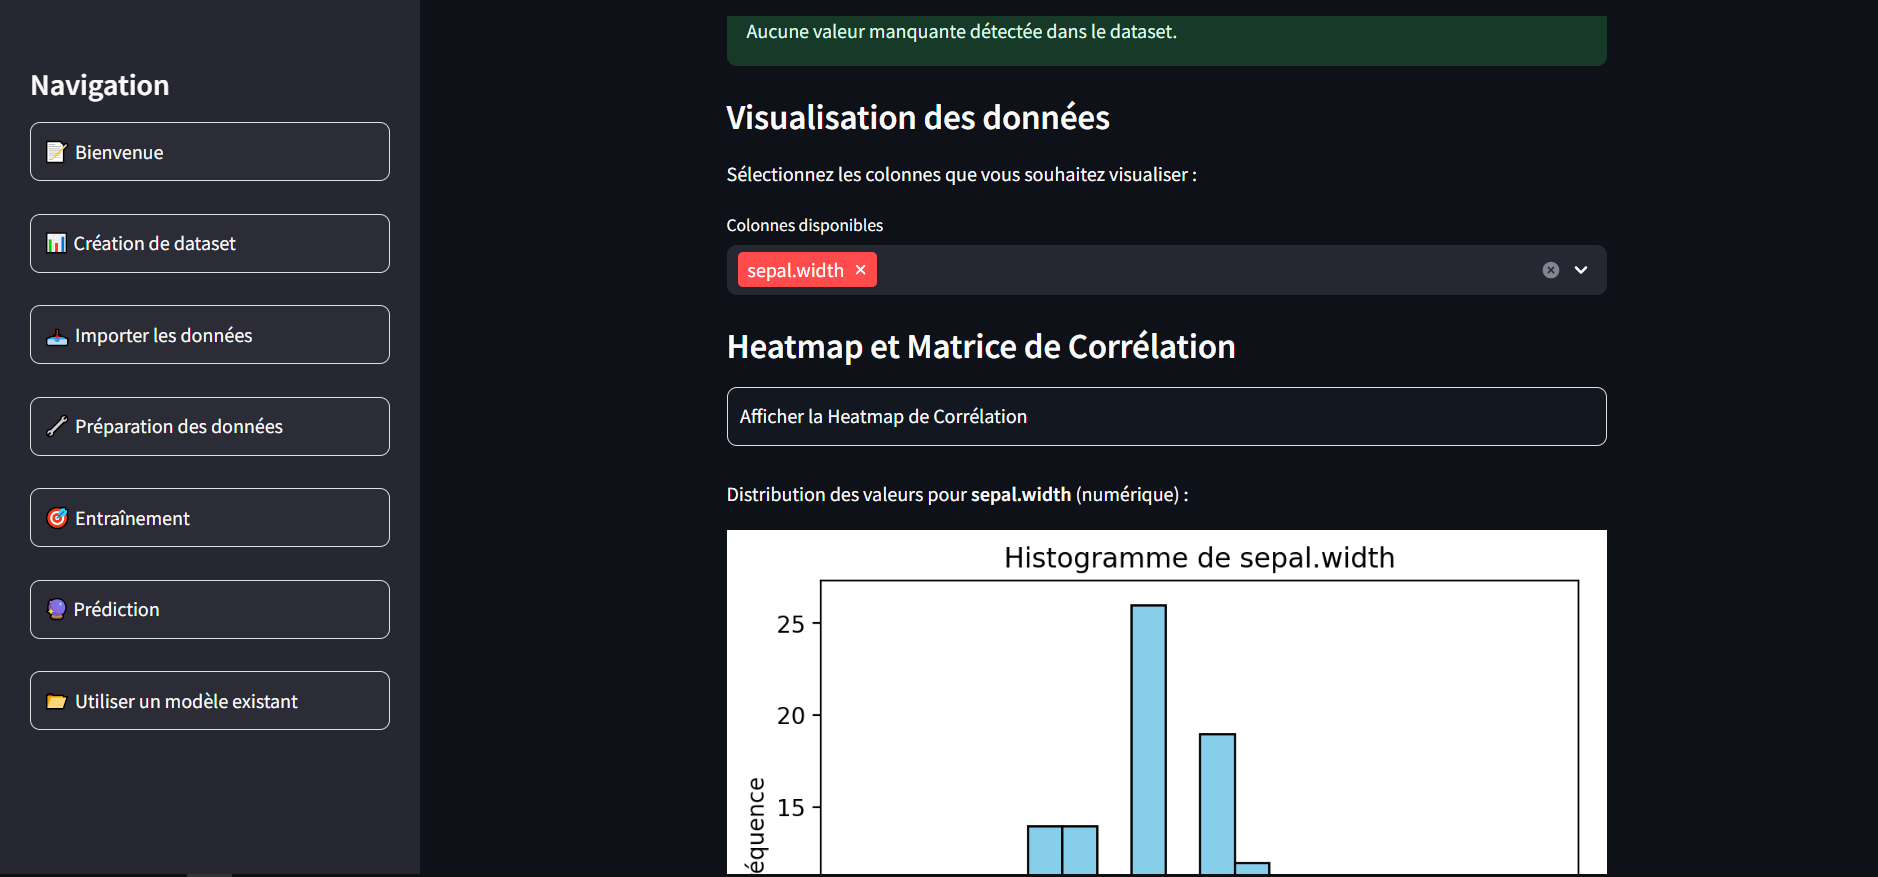 Navigation
Bienvenue
Création de dataset
Importer les données
Préparation des données
Entraînement
Prédiction
Utiliser un modèle existant
Aucune valeur manquante détectée dans le dataset.
Visualisation des données
Sélectionnez les colonnes que vous souhaitez visualiser :
Colonnes disponibles
sepal.width
Heatmap et Matrice de Corrélation
Afficher la Heatmap de Corrélation
Distribution des valeurs pour sepal.width (numérique) :
Histogramme de sepal.width
25
20
15
équence